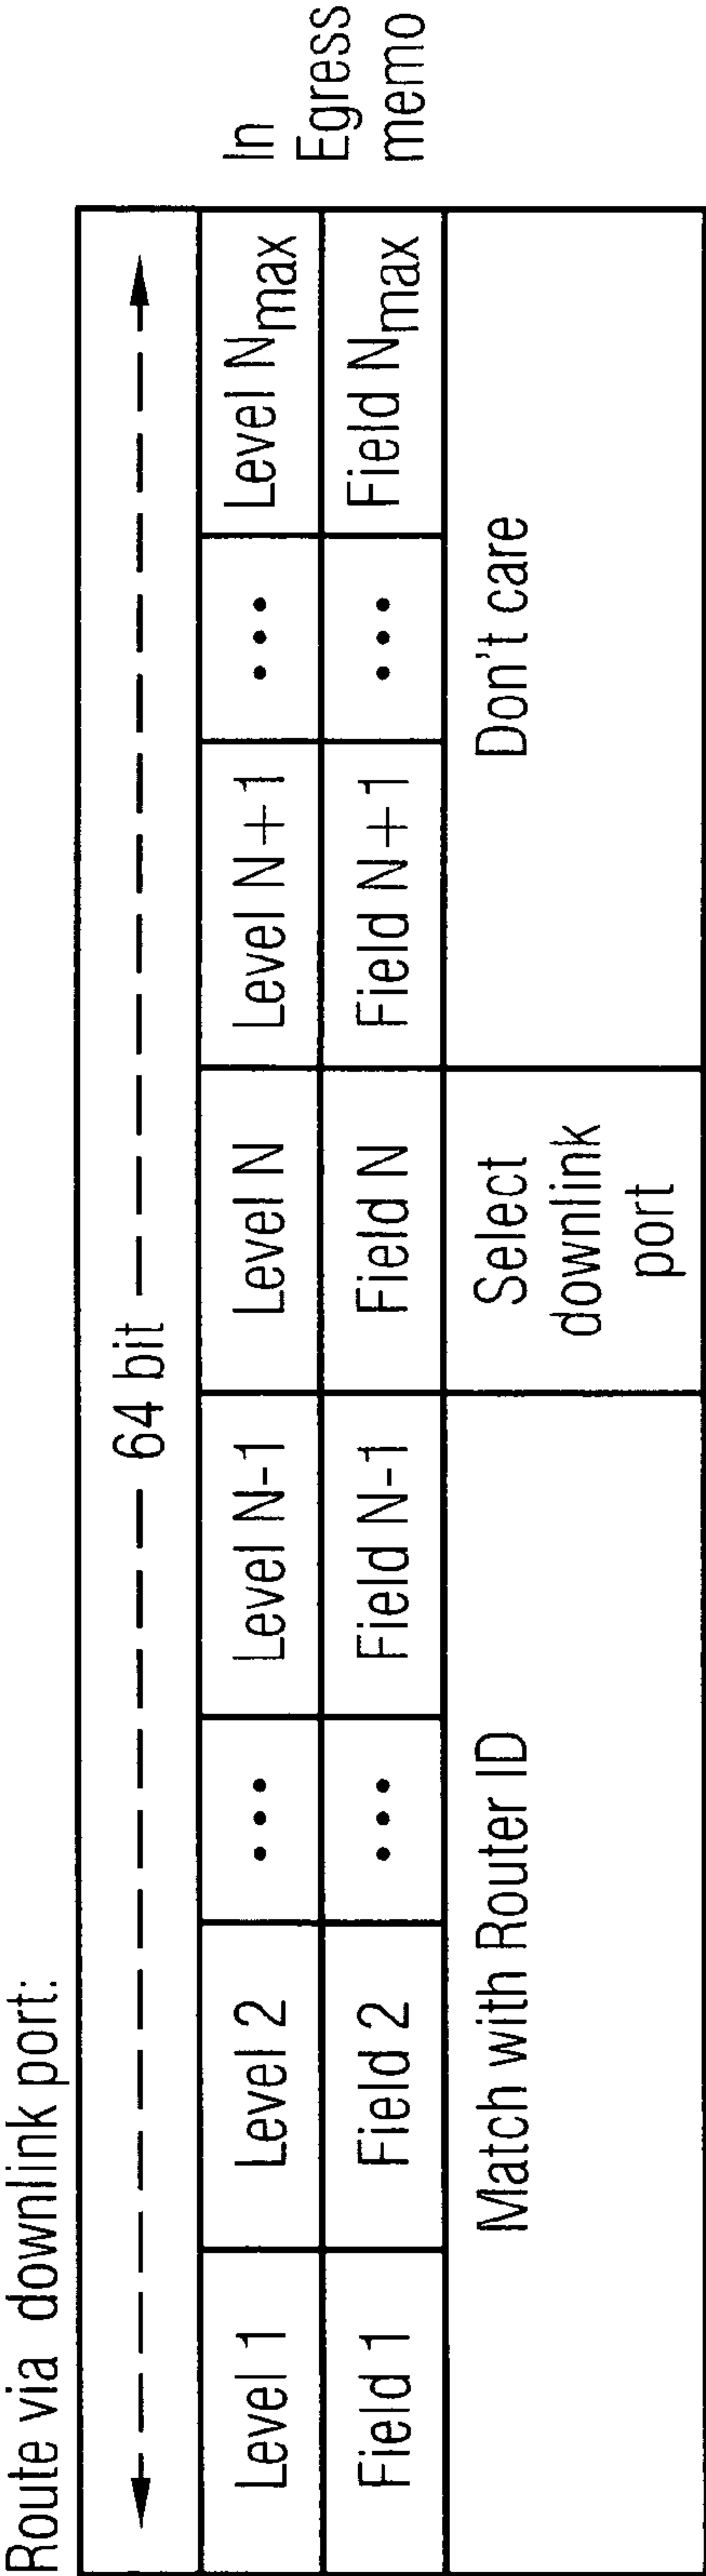 Route via downlink port:
64 bit
Level 1 Level 2 ••• Level N-1 Level N Level N+1 ••• Level Nmax
Field 1 Field 2 ••• Field N-1 Field N Field N+1 ••• Field Nmax
Match with Router ID
Select
downlink
port
Don't care
In
Egress
memo